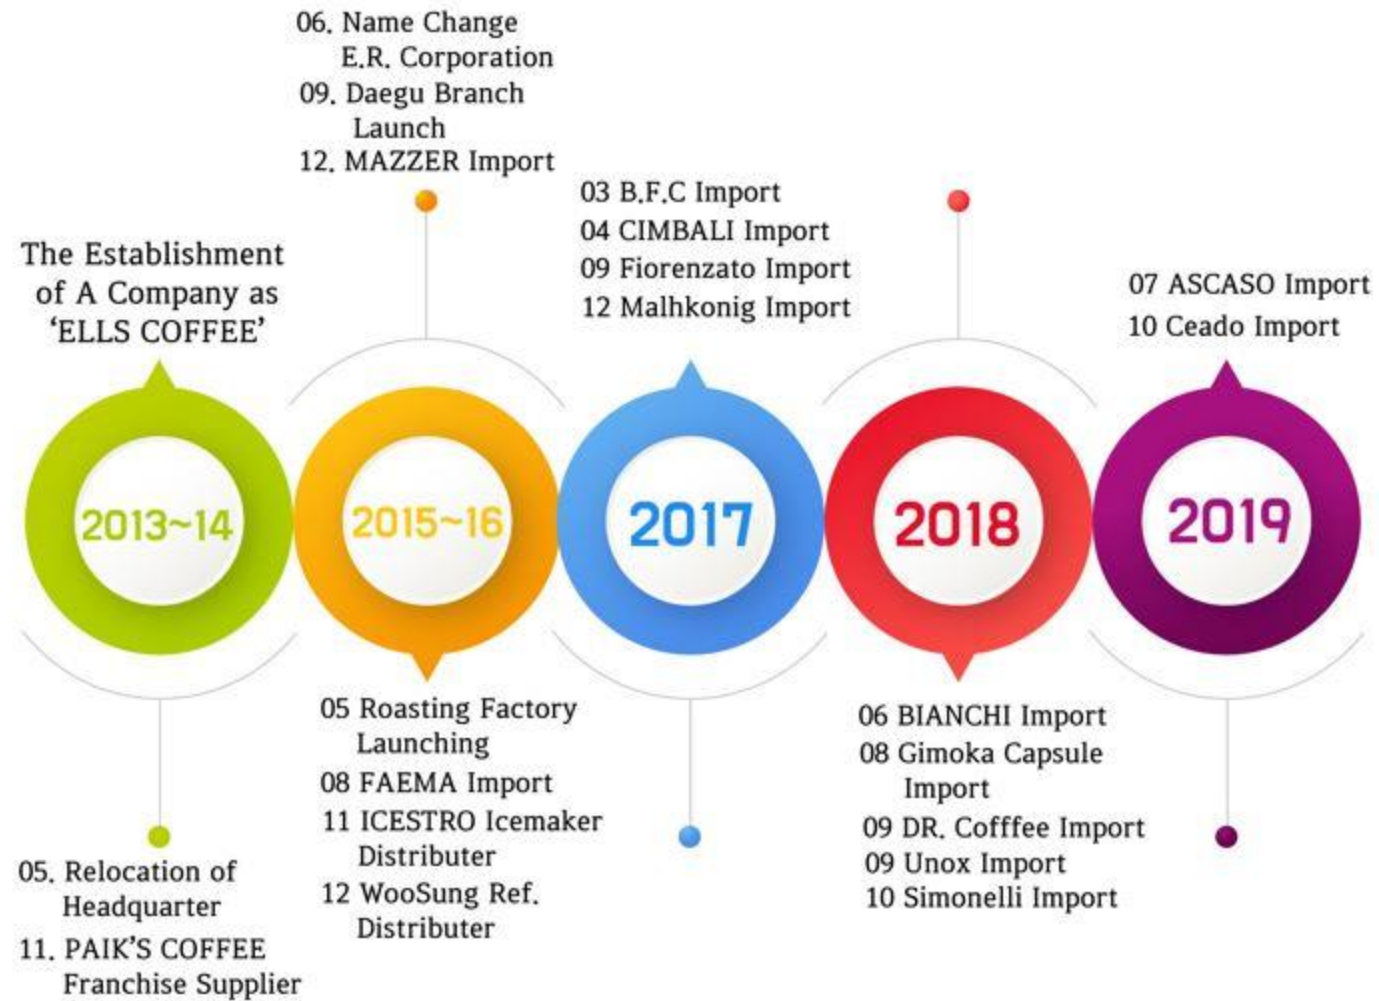 06. Name Change
E.R. Corporation
09. Daegu Branch
Launch
12. MAZZER Import
03 B.F.C Import
04 CIMBALI Import
09 Fiorenzato Import
12 Malhkonig Import
The Establishment
of A Company as
‘ELLS COFFEE’
07 ASCASO Import
10 Ceado Import
2013~14
2015~16
2017
2018
2019
05 Roasting Factory
Launching
08 FAEMA Import
11 ICESTRO Icemaker
Distributer
12 WooSung Ref.
Distributer
06 BIANCHI Import
08 Gimoka Capsule
Import
09 DR. Cofffee Import
09 Unox Import
10 Simonelli Import
05. Relocation of
Headquarter
11. PAIK’S COFFEE
Franchise Supplier